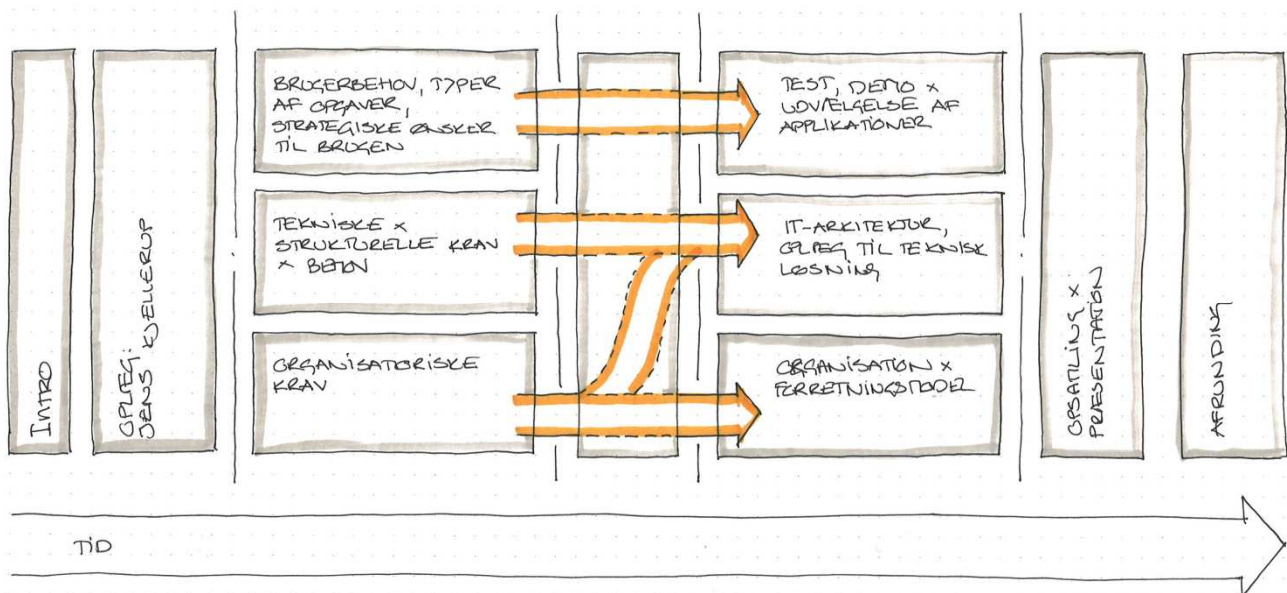 INTRO
OPLÆG:
JENS KJELLERUP
BRUGERBEHOV, TYPER
AF OPGAVER,
STRATEGISKE ØNSKER
TIL BRUGEN
TEKNISKE ×
STRUKTURELLE KRAV
× BEHOV
ORGANISATORISKE
KRAV
TEST, DEMO ×
UDVÆLGELSE AF
APPLIKATIONER
IT-ARKITEKTUR,
OPLÆG TIL TEKNISK
LØSNING
ORGANISATION ×
FORRETNINGSMODEL
OPSAMLING ×
PRÆSENTATION
AFRUNDING
TID